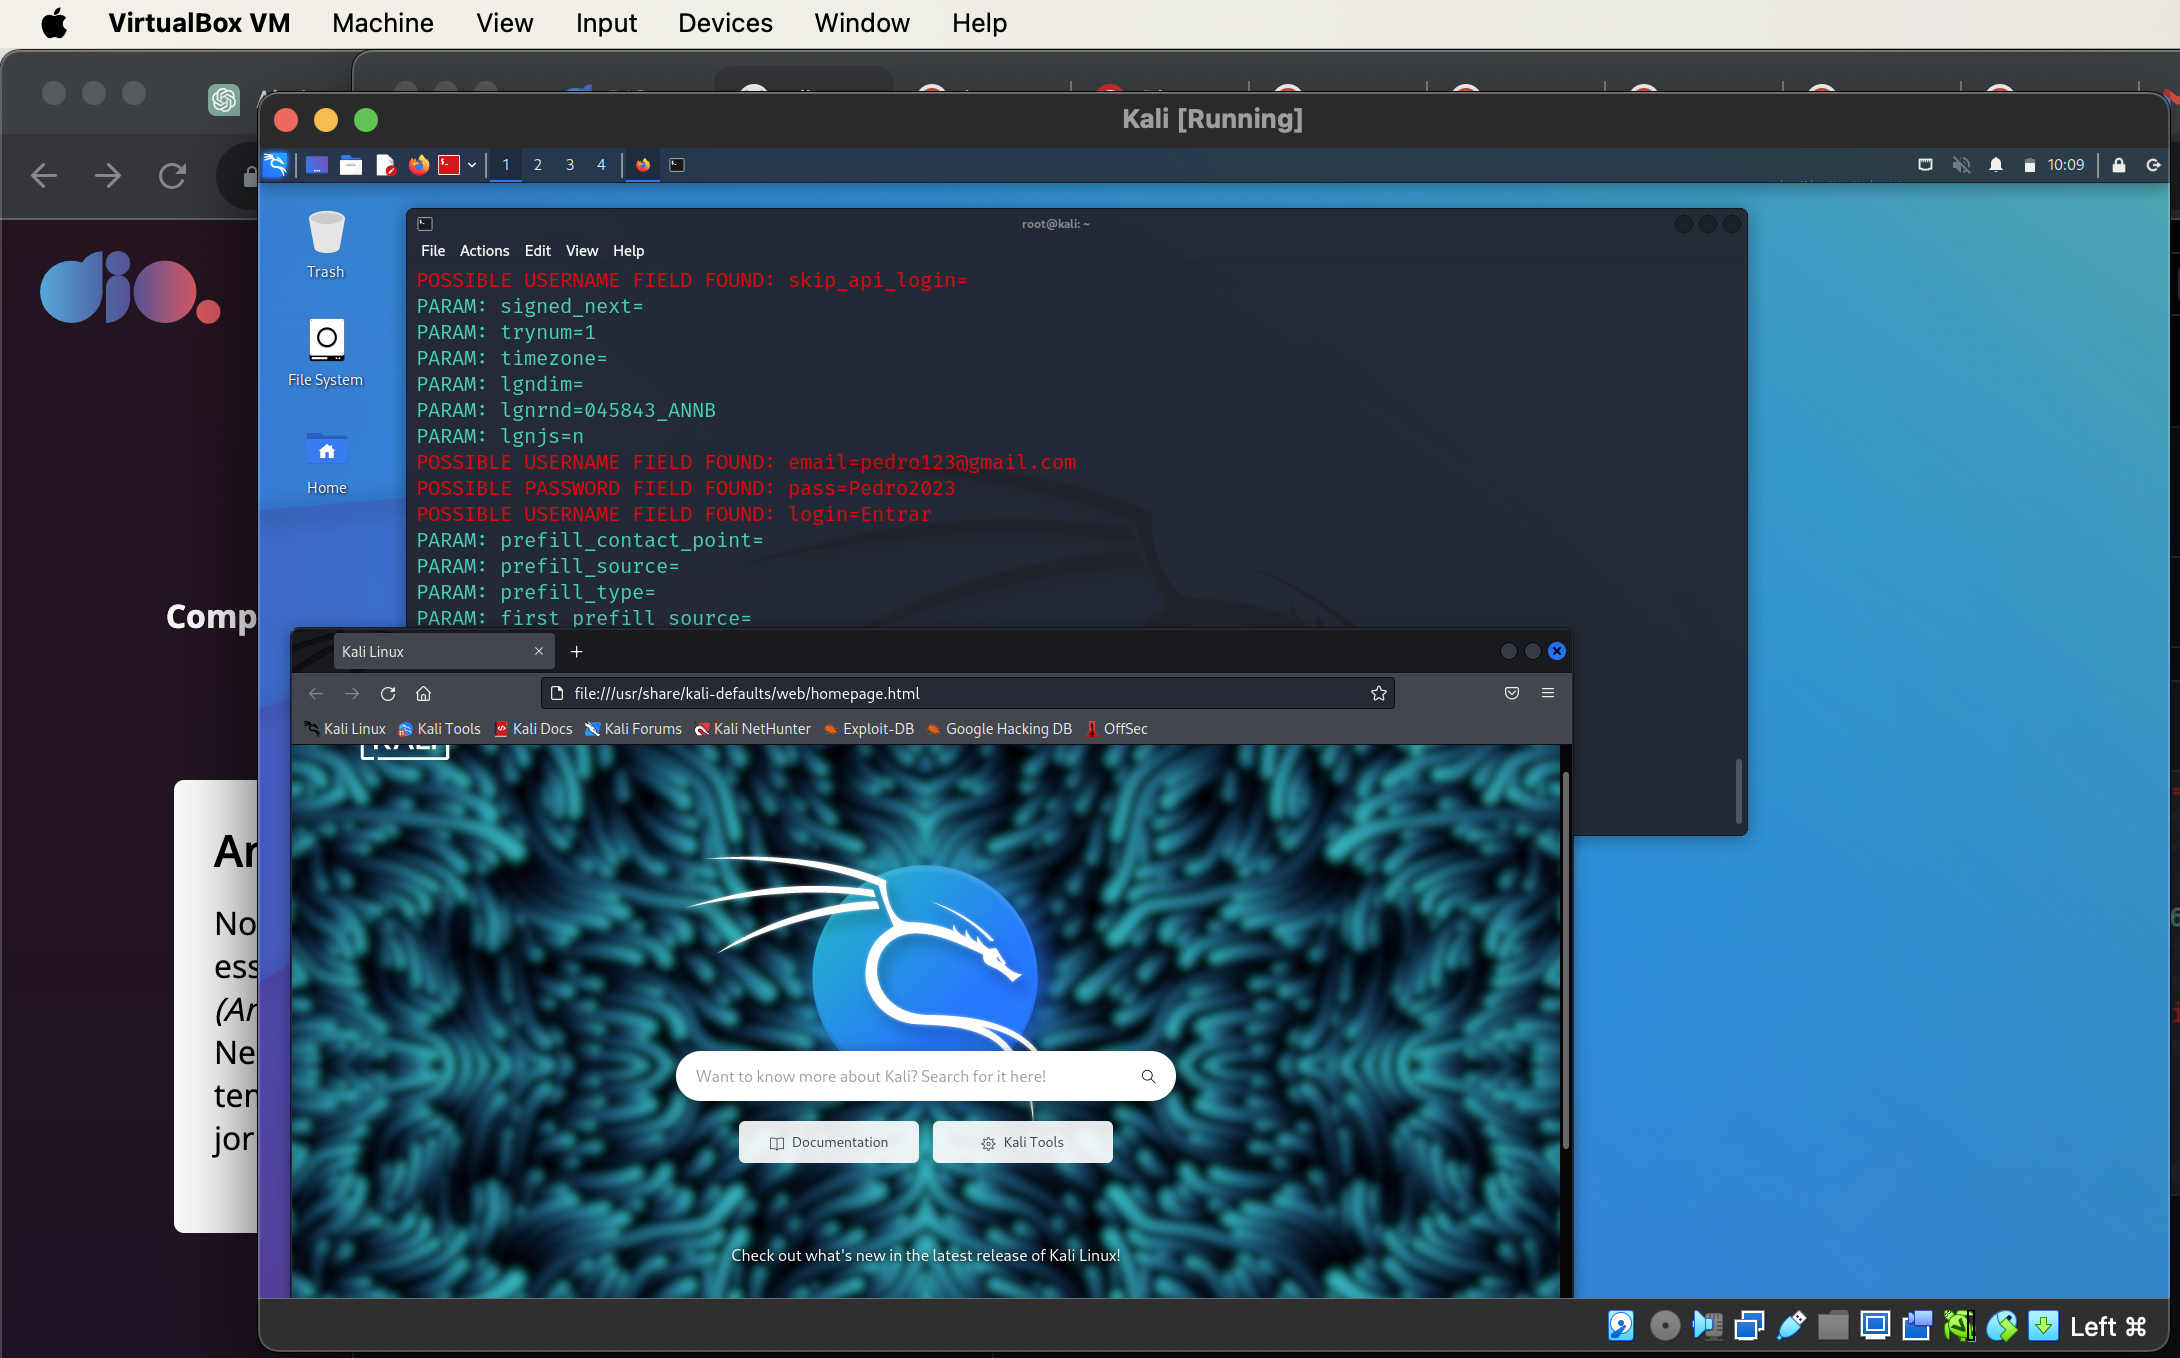 VirtualBox VM Machine View Input Devices Window Help
Kali [Running]
1 2 3 4
10:09
dio.
Trash
File System
Home
root@kali: ~
File Actions Edit View Help
POSSIBLE USERNAME FIELD FOUND: skip_api_login=
PARAM: signed_next=
PARAM: trynum=1
PARAM: timezone=
PARAM: lgndim=
PARAM: lgnrnd=045843_ANNB
PARAM: lgnjs=n
POSSIBLE USERNAME FIELD FOUND: email=pedro123@gmail.com
POSSIBLE PASSWORD FIELD FOUND: pass=Pedro2023
POSSIBLE USERNAME FIELD FOUND: login=Entrar
PARAM: prefill_contact_point=
PARAM: prefill_source=
PARAM: prefill_type=
PARAM: first_prefill_source=
Comp
Ar
No
ess
(Ar
Ne
ten
jor
Kali Linux
file:///usr/share/kali-defaults/web/homepage.html
Kali Linux Kali Tools Kali Docs Kali Forums Kali NetHunter Exploit-DB Google Hacking DB OffSec
KALI
Want to know more about Kali? Search for it here!
Documentation Kali Tools
Check out what's new in the latest release of Kali Linux!
Left ⌘